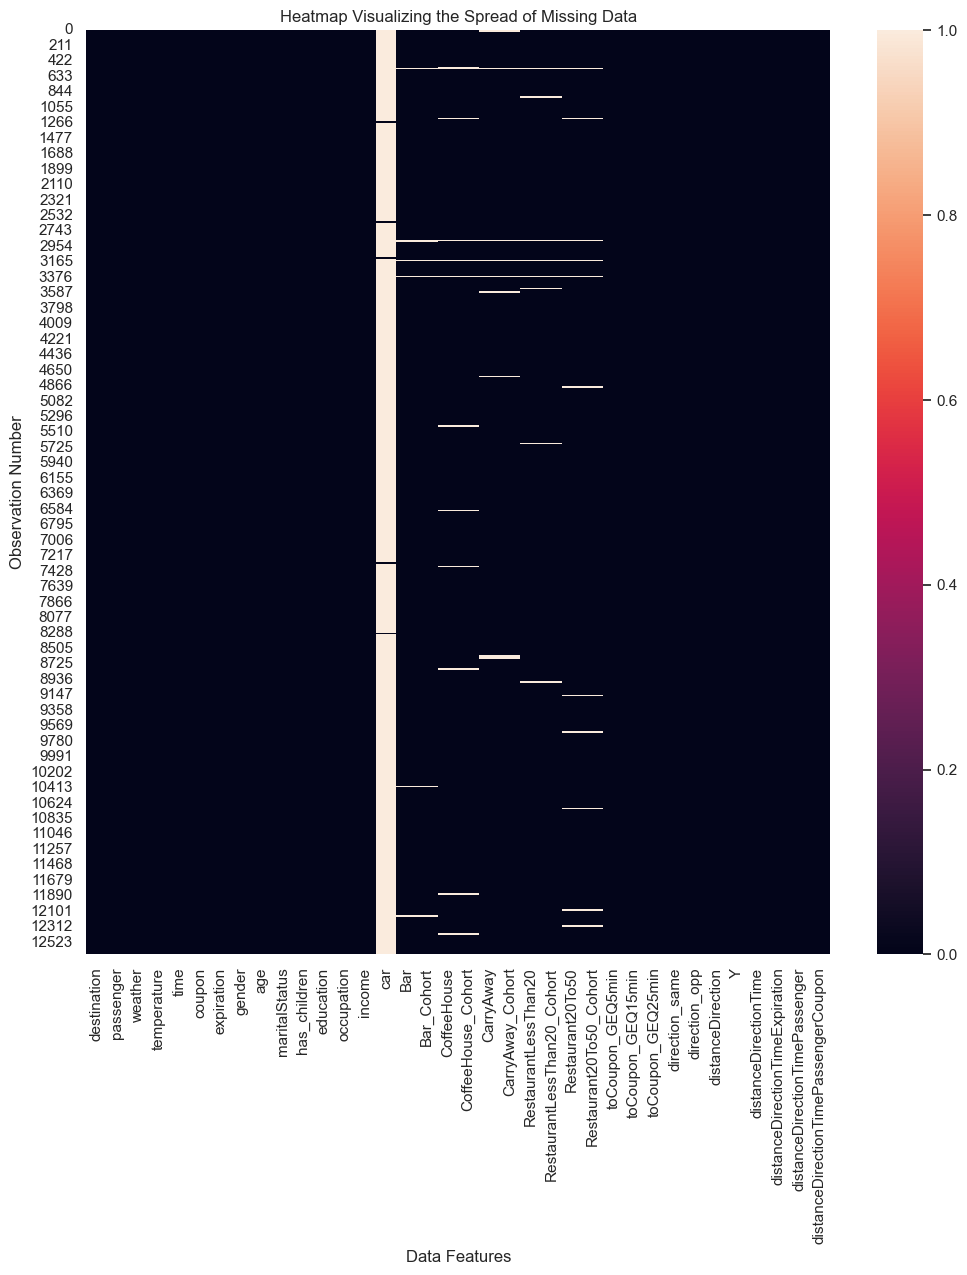 Heatmap Visualizing the Spread of Missing Data
0
211
422
633
844
1055
1266
1477
1688
1899
2110
2321
2532
2743
2954
3165
3376
3587
3798
4009
4221
4436
4650
4866
5082
5296
5510
5725
5940
6155
6369
6584
6795
7006
7217
7428
7639
7866
8077
8288
8505
8725
8936
9147
9358
9569
9780
9991
10202
10413
10624
10835
11046
11257
11468
11679
11890
12101
12312
12523
Observation Number
destination
passenger
weather
temperature
time
coupon
expiration
gender
age
maritalStatus
has_children
education
occupation
income
car
Bar
Bar_Cohort
CoffeeHouse
CoffeeHouse_Cohort
CarryAway
CarryAway_Cohort
RestaurantLessThan20
RestaurantLessThan20_Cohort
Restaurant20To50
Restaurant20To50_Cohort
toCoupon_GEQ5min
toCoupon_GEQ15min
toCoupon_GEQ25min
direction_same
direction_opp
distanceDirection
Y
distanceDirectionTime
distanceDirectionTimeExpiration
distanceDirectionTimePassenger
distanceDirectionTimePassengerCoupon
Data Features
1.0
0.8
0.6
0.4
0.2
0.0